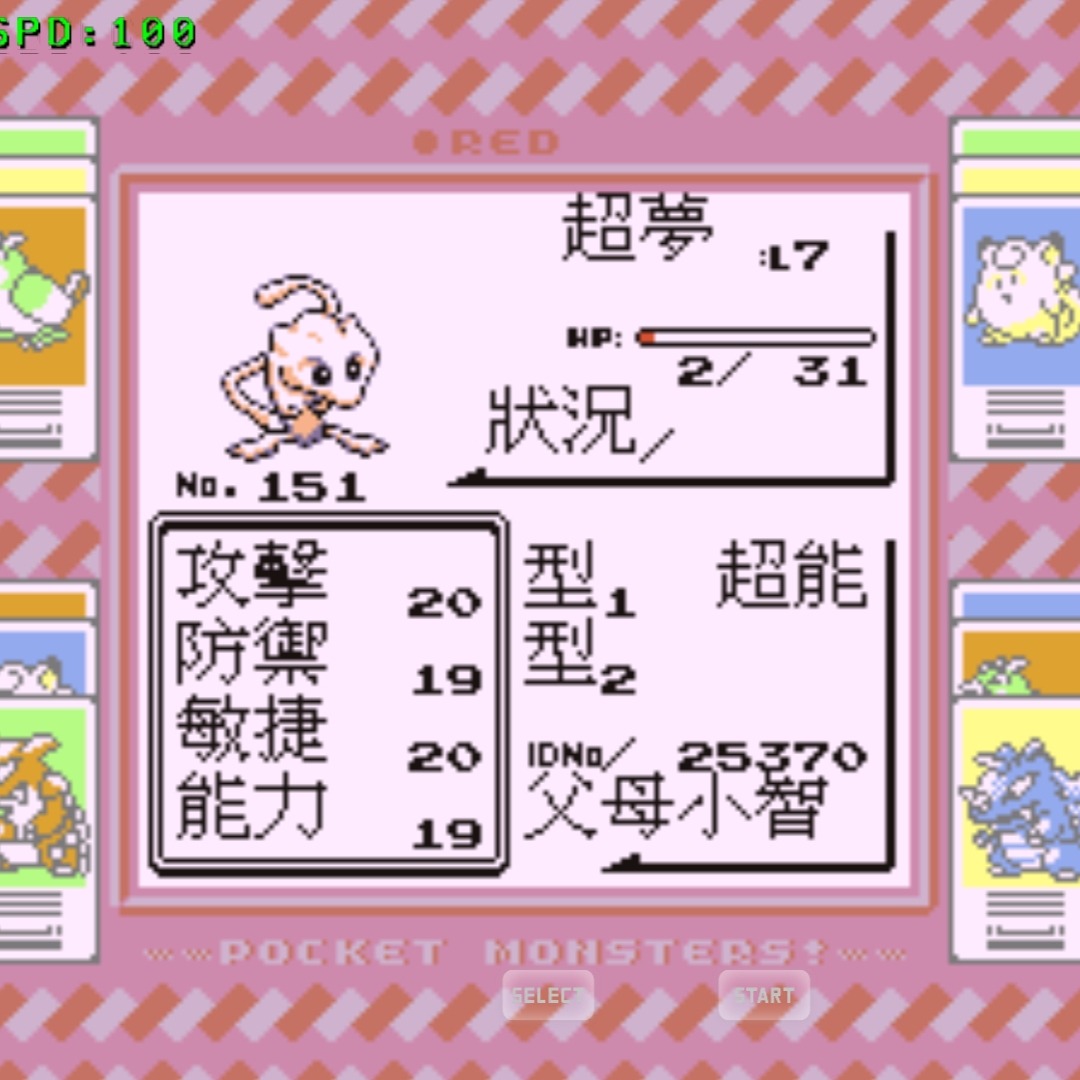 SPD:100
●RED
超夢
:L7
HP:
2/ 31
狀況/
No.151
攻擊 20
防禦 19
敏捷 20
能力 19
型1 超能
型2
IDNo/ 25370
父母小智
POCKET MONSTERS!
SELECT START